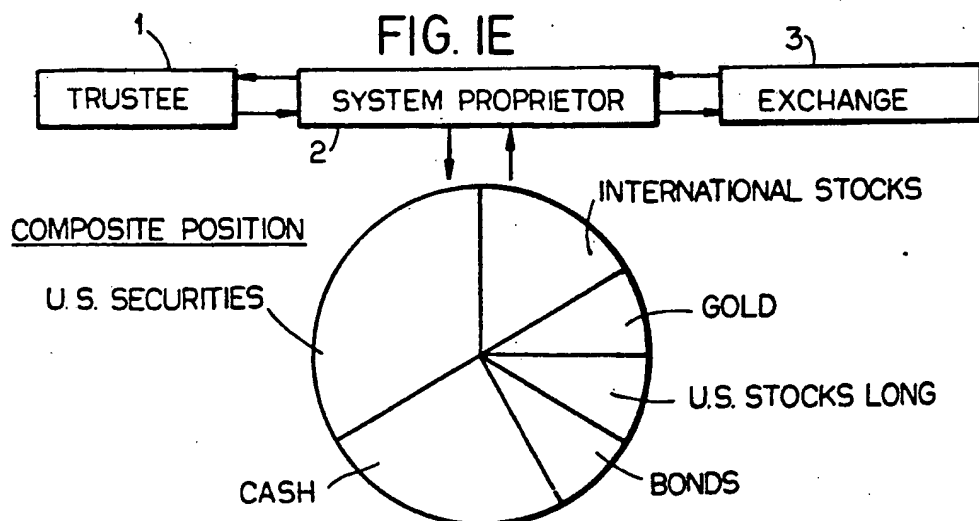 FIG. 1E
1
3
TRUSTEE
SYSTEM PROPRIETOR
EXCHANGE
2
INTERNATIONAL STOCKS
COMPOSITE POSITION
U.S. SECURITIES
GOLD
U.S. STOCKS LONG
CASH
BONDS